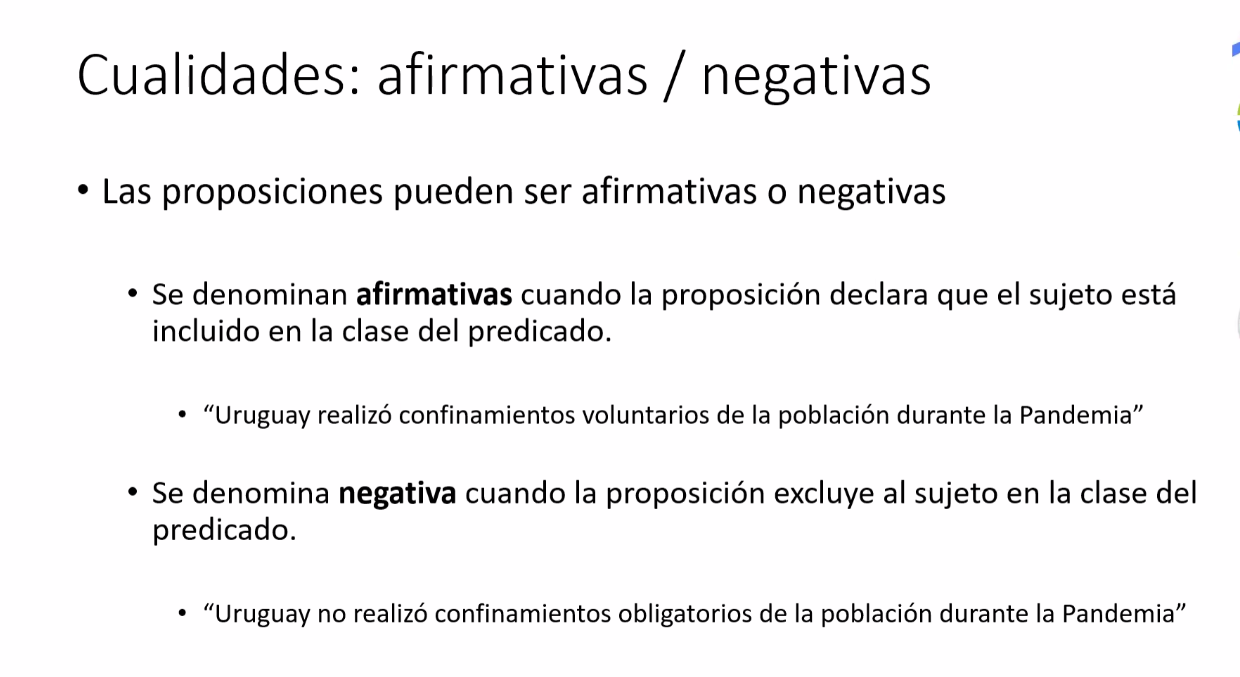 Cualidades: afirmativas / negativas
• Las proposiciones pueden ser afirmativas o negativas
• Se denominan afirmativas cuando la proposición declara que el sujeto está
incluido en la clase del predicado.
• “Uruguay realizó confinamientos voluntarios de la población durante la Pandemia”
• Se denomina negativa cuando la proposición excluye al sujeto en la clase del
predicado.
• “Uruguay no realizó confinamientos obligatorios de la población durante la Pandemia”